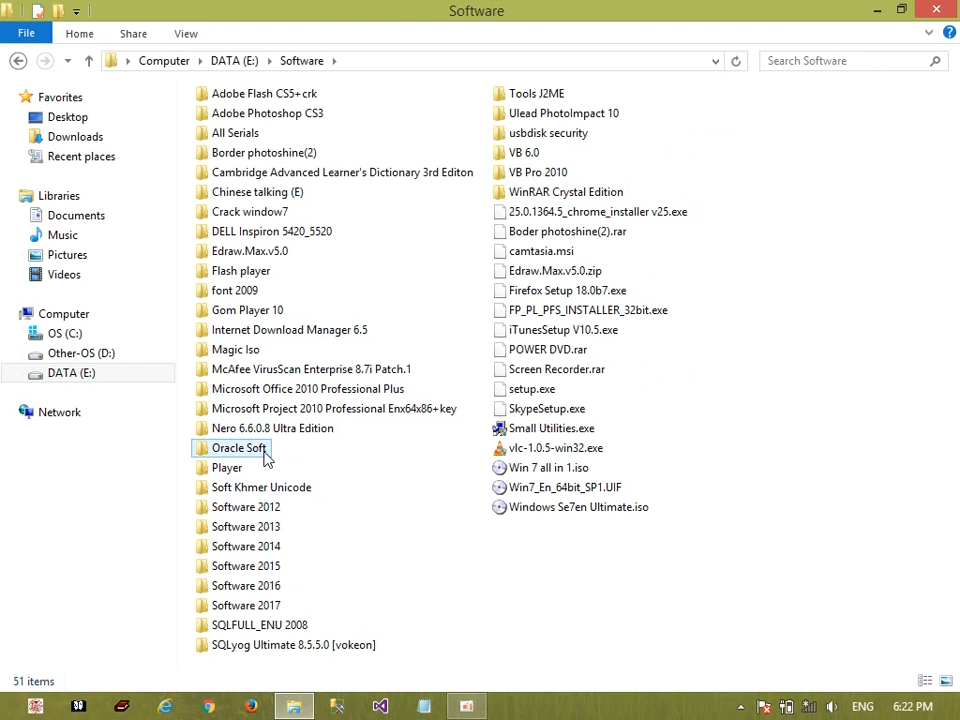 Software
File
Home
Share
View
Computer
DATA (E:)
Software
Search Software
Favorites
Desktop
Downloads
Recent places
Libraries
Documents
Music
Pictures
Videos
Computer
OS (C:)
Other-OS (D:)
DATA (E:)
Network
Adobe Flash CS5+crk
Adobe Photoshop CS3
All Serials
Border photoshine(2)
Cambridge Advanced Learner's Dictionary 3rd Editon
Chinese talking (E)
Crack window7
DELL Inspiron 5420_5520
Edraw.Max.v5.0
Flash player
font 2009
Gom Player 10
Internet Download Manager 6.5
Magic Iso
McAfee VirusScan Enterprise 8.7i Patch.1
Microsoft Office 2010 Professional Plus
Microsoft Project 2010 Professional Enx64x86+key
Nero 6.6.0.8 Ultra Edition
Oracle Soft
Player
Soft Khmer Unicode
Software 2012
Software 2013
Software 2014
Software 2015
Software 2016
Software 2017
SQLFULL_ENU 2008
SQLyog Ultimate 8.5.5.0 [vokeon]
Tools J2ME
Ulead PhotoImpact 10
usbdisk security
VB 6.0
VB Pro 2010
WinRAR Crystal Edition
25.0.1364.5_chrome_installer v25.exe
Boder photoshine(2).rar
camtasia.msi
Edraw.Max.v5.0.zip
Firefox Setup 18.0b7.exe
FP_PL_PFS_INSTALLER_32bit.exe
iTunesSetup V10.5.exe
POWER DVD.rar
Screen Recorder.rar
setup.exe
SkypeSetup.exe
Small Utilities.exe
vlc-1.0.5-win32.exe
Win 7 all in 1.iso
Win7_En_64bit_SP1.UIF
Windows Se7en Ultimate.iso
51 items
ENG
6:22 PM